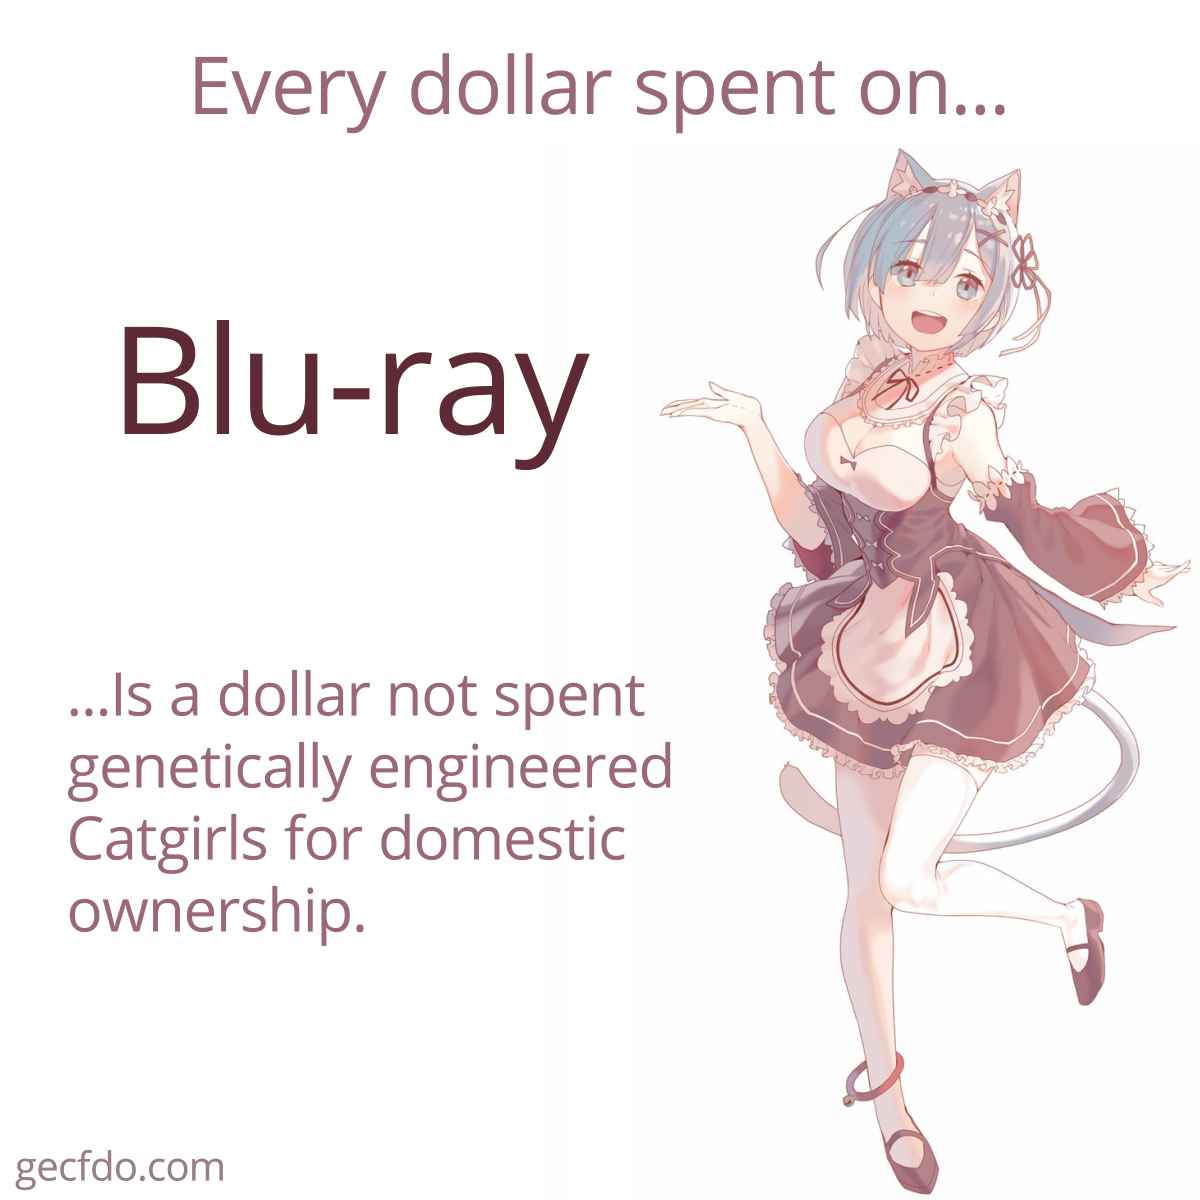 Every dollar spent on...
Blu-ray
...Is a dollar not spent
genetically engineered
Catgirls for domestic
ownership.
gecfdo.com